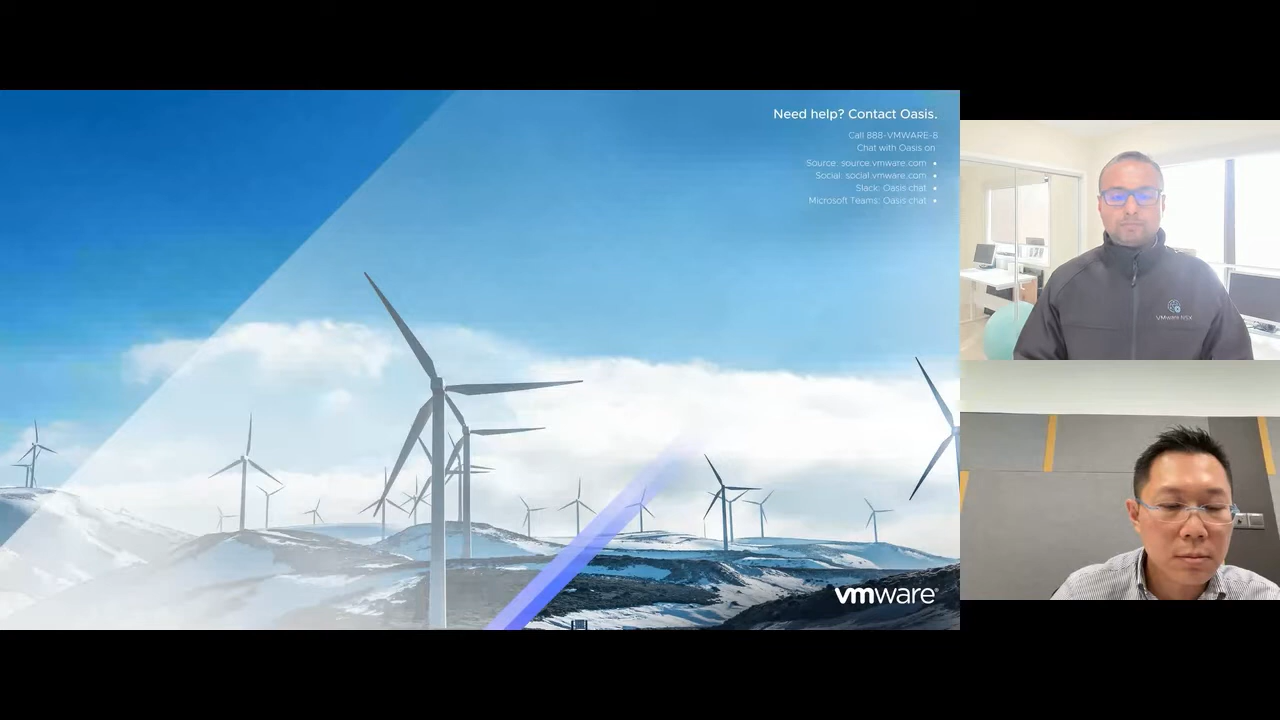 Need help? Contact Oasis.
Call 888-VMWARE-8
Chat with Oasis on
Source: source.vmware.com •
Social: social.vmware.com •
Slack: Oasis chat •
Microsoft Teams: Oasis chat •
vmware®
VMware NSX